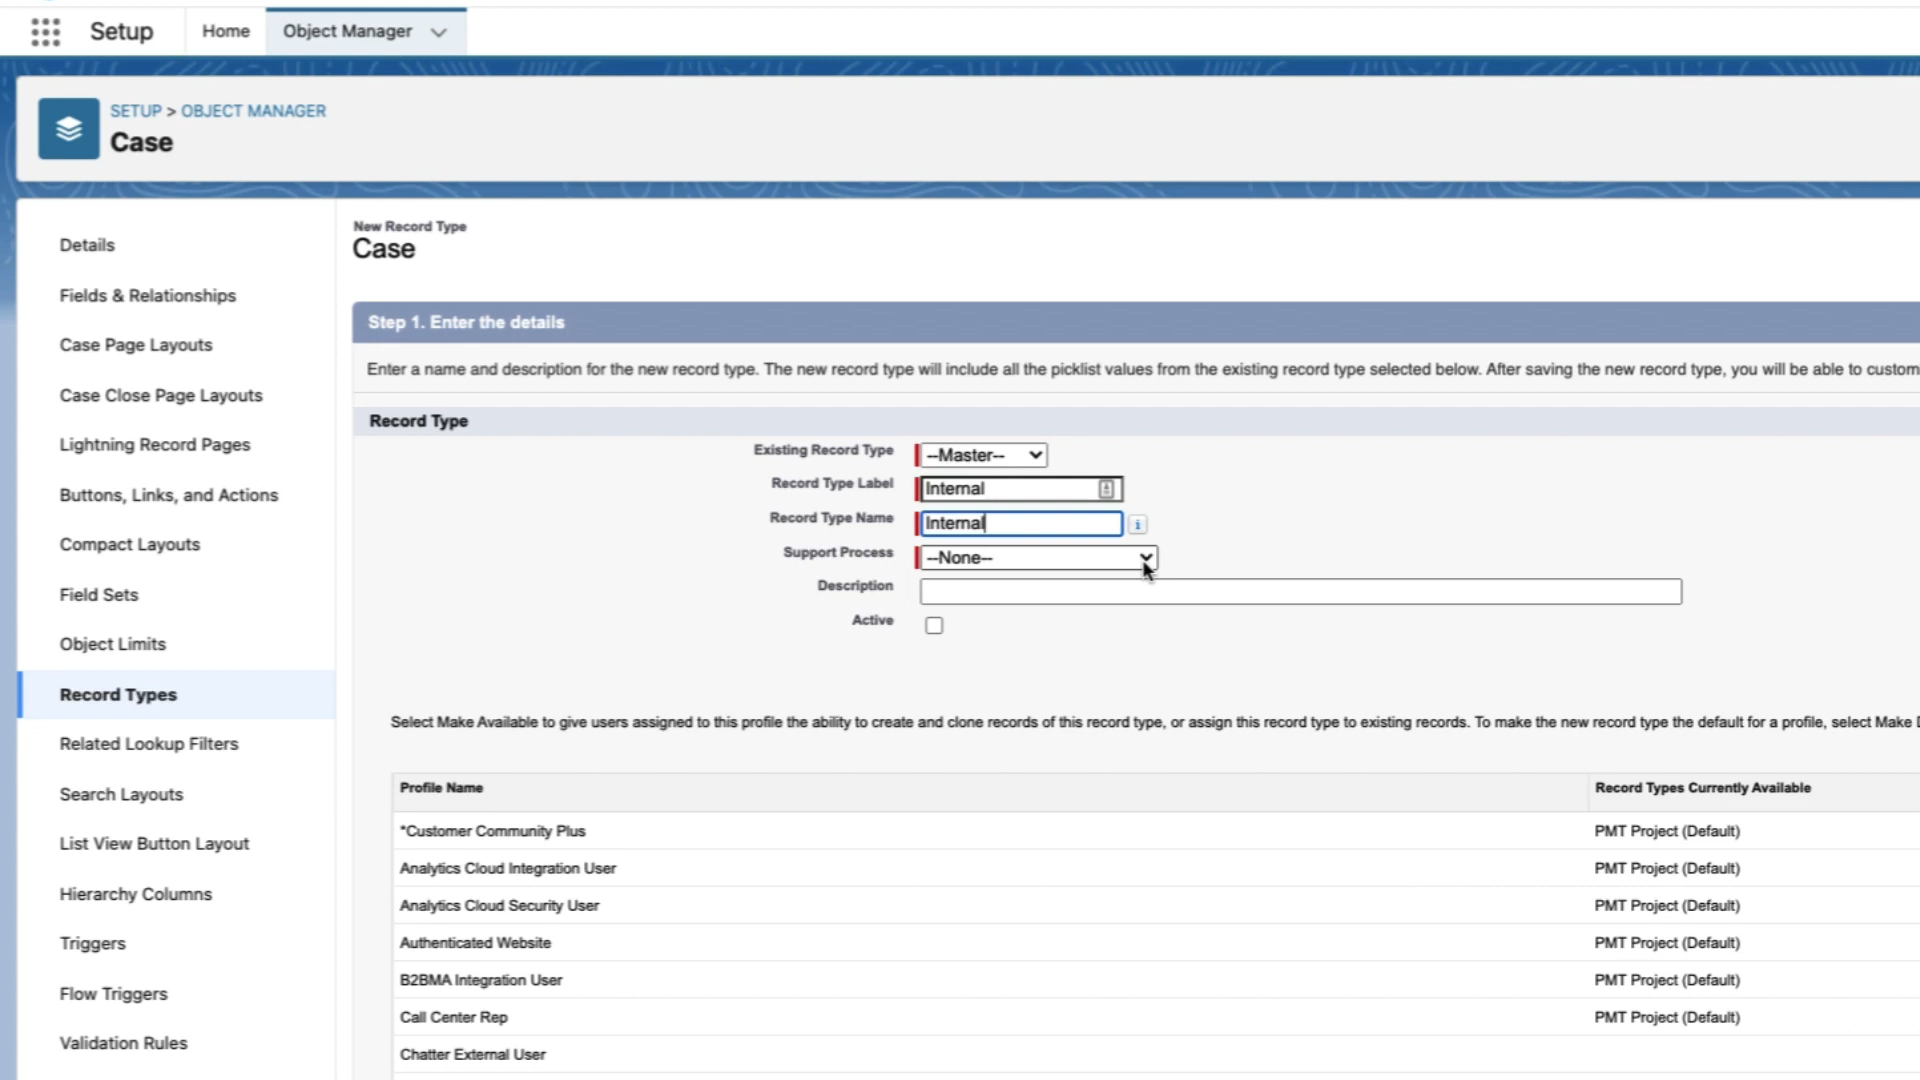 Setup
Home
Object Manager
SETUP > OBJECT MANAGER
Case
Details
Fields & Relationships
Case Page Layouts
Case Close Page Layouts
Lightning Record Pages
Buttons, Links, and Actions
Compact Layouts
Field Sets
Object Limits
Record Types
Related Lookup Filters
Search Layouts
List View Button Layout
Hierarchy Columns
Triggers
Flow Triggers
Validation Rules
New Record Type
Case
Step 1. Enter the details
Enter a name and description for the new record type. The new record type will include all the picklist values from the existing record type selected below. After saving the new record type, you will be able to custom
Record Type
Existing Record Type --Master--
Record Type Label Internal
Record Type Name Internal i
Support Process --None--
Description
Active
Select Make Available to give users assigned to this profile the ability to create and clone records of this record type, or assign this record type to existing records. To make the new record type the default for a profile, select Make D
Profile Name Record Types Currently Available
*Customer Community Plus PMT Project (Default)
Analytics Cloud Integration User PMT Project (Default)
Analytics Cloud Security User PMT Project (Default)
Authenticated Website PMT Project (Default)
B2BMA Integration User PMT Project (Default)
Call Center Rep PMT Project (Default)
Chatter External User